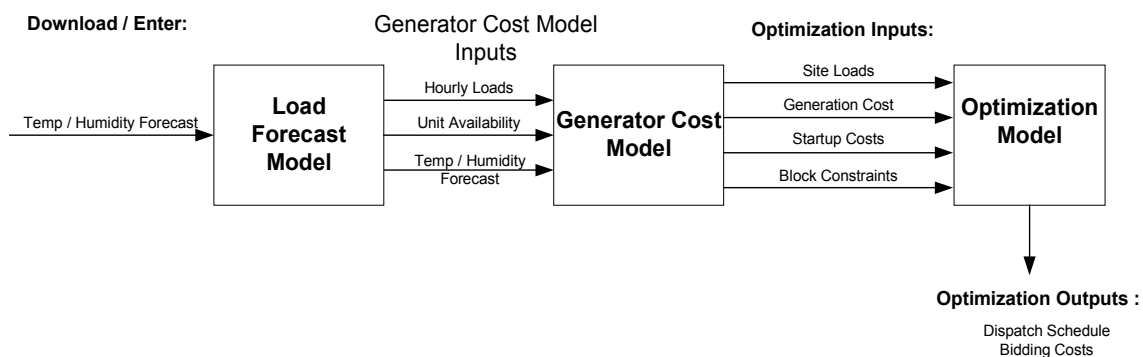 Download / Enter:
Generator Cost Model
Inputs
Optimization Inputs:
Temp / Humidity Forecast
Load
Forecast
Model
Hourly Loads
Unit Availability
Temp / Humidity
Forecast
Generator Cost
Model
Site Loads
Generation Cost
Startup Costs
Block Constraints
Optimization
Model
Optimization Outputs :
Dispatch Schedule
Bidding Costs